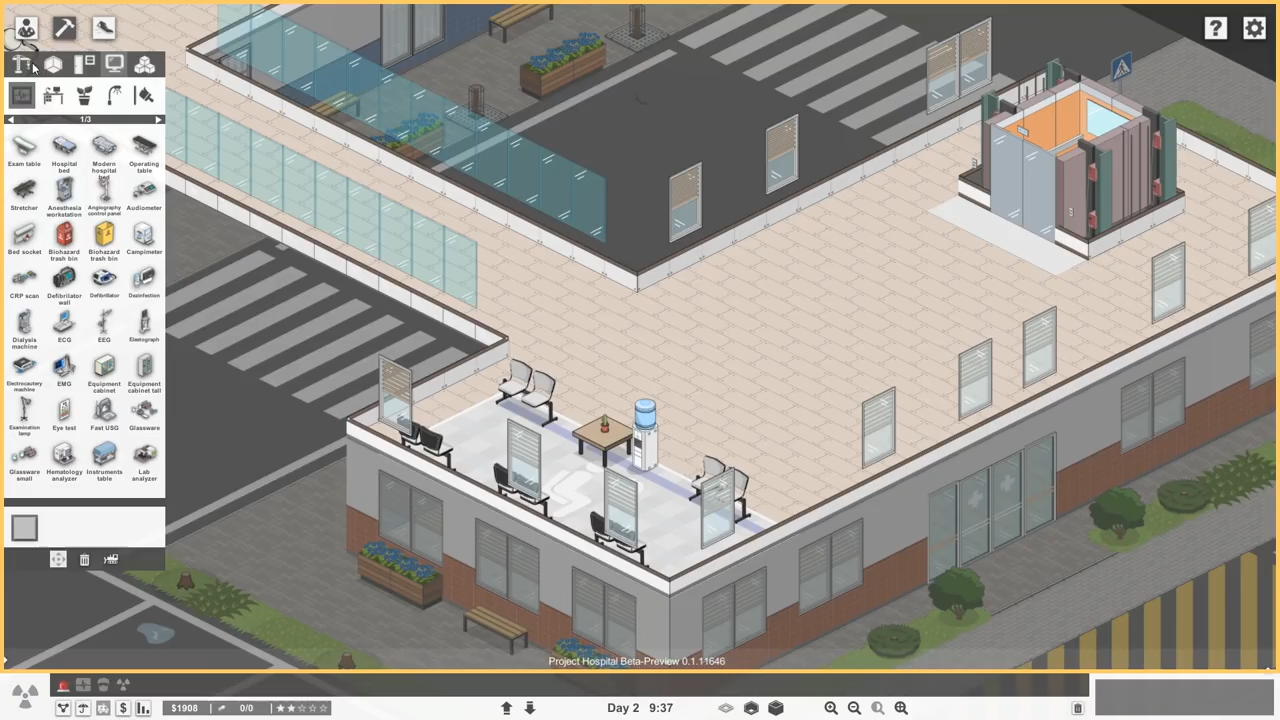 1/3
Exam table
Hospital bed
Modern hospital bed
Operating table
Stretcher
Anesthesia workstation
Angiography control panel
Audiometer
Bed socket
Biohazard trash bin
Biohazard trash bin
Campimeter
CRP scan
Defibrilator wall
Defibrilator
Dezinfection
Dialysis machine
ECG
EEG
Elastograph
Electrocautery machine
EMG
Equipment cabinet
Equipment cabinet tall
Examination lamp
Eye test
Fast USG
Glassware
Glassware small
Hematology analyzer
Instruments table
Lab analyzer
Project Hospital Beta-Preview 0.1.11646
$1908
0/0
Day 2 9:37